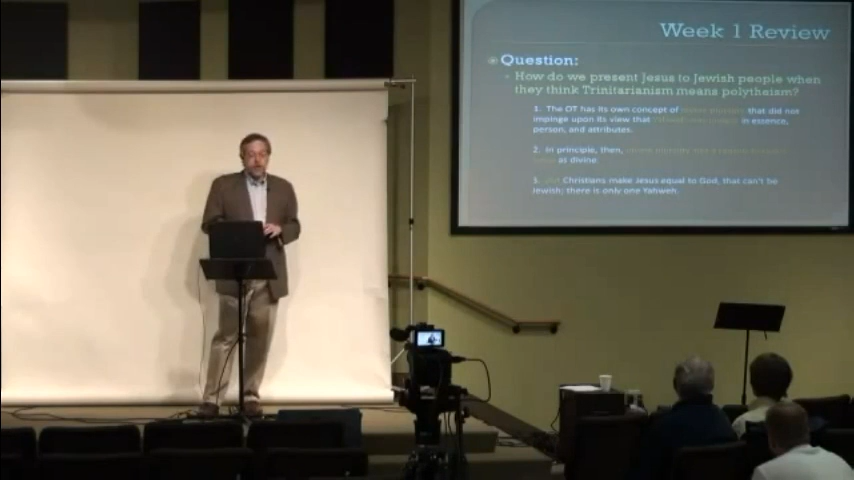 Week 1 Review
Question:
How do we present Jesus to Jewish people when
they think Trinitarianism means polytheism?
1. The OT has its own concept of that did not
impinge upon its view that in essence,
person, and attributes.
2. In principle, then,
as divine.
3. Christians make Jesus equal to God, that can't be
Jewish; there is only one Yahweh.